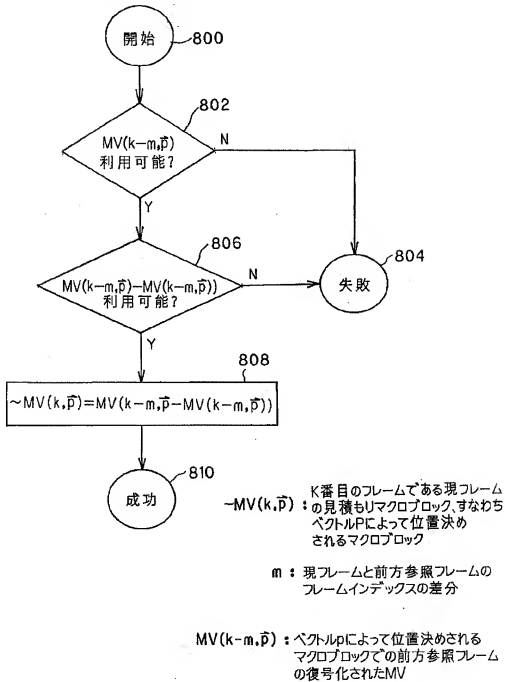 開始
800
802
MV(k-m,p⃗)
利用可能?
N
Y
806
804
MV(k-m,p⃗)-MV(k-m,p⃗))
利用可能?
N
失敗
Y
808
~MV(k,p⃗)=MV(k-m,p⃗-MV(k-m,p⃗))
810
成功
~MV(k,p⃗):K番目のフレームである現フレーム
の見積もりマクロブロック、すなわち
ベクトルPによって位置決め
されるマクロブロック
m:現フレームと前方参照フレームの
フレームインデックスの差分
MV(k-m,p⃗):ベクトルpによって位置決めされる
マクロブロックでの前方参照フレーム
の復号化されたMV